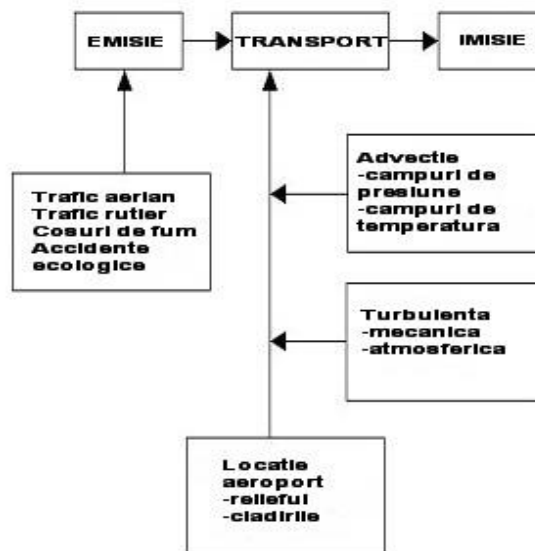 EMISIE
TRANSPORT
IMISIE
Trafic aerian
Trafic rutier
Cosuri de fum
Accidente
ecologice
Advectie
-campuri de
presiune
-campuri de
temperatura
Turbulenta
-mecanica
-atmosferica
Locatie
aeroport
-relieful
-cladirile